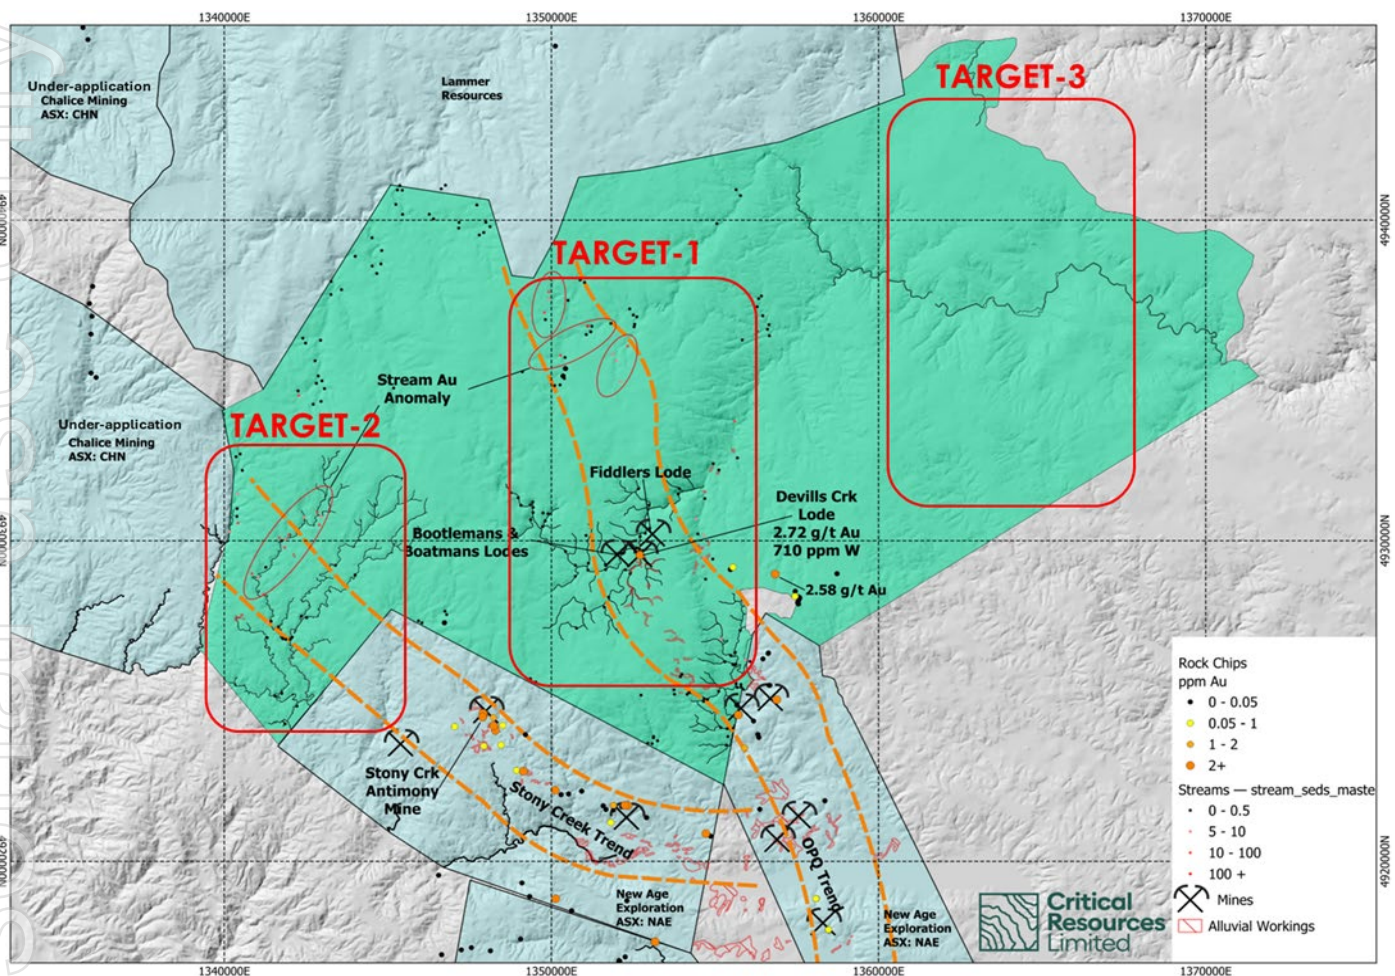 1340000E
1350000E
1360000E
1370000E
Under-application
Chalice Mining
ASX: CHN
Lammer
Resources
TARGET-3
4940000N
TARGET-1
Stream Au
Anomaly
Under-application
Chalice Mining
ASX: CHN
TARGET-2
Fiddlers Lode
Devills Crk
Lode
2.72 g/t Au
710 ppm W
Bootlemans &
Boatmans Lodes
4930000N
2.58 g/t Au
Stony Crk
Antimony
Mine
Stony Creek Trend
OPQ Trend
4920000N
New Age
Exploration
ASX: NAE
New Age
Exploration
ASX: NAE
Rock Chips
ppm Au
0 - 0.05
0.05 - 1
1 - 2
2+
Streams — stream_seds_maste
0 - 0.5
5 - 10
10 - 100
100 +
Mines
Alluvial Workings
Critical
Resources
Limited
1340000E
1350000E
1360000E
1370000E